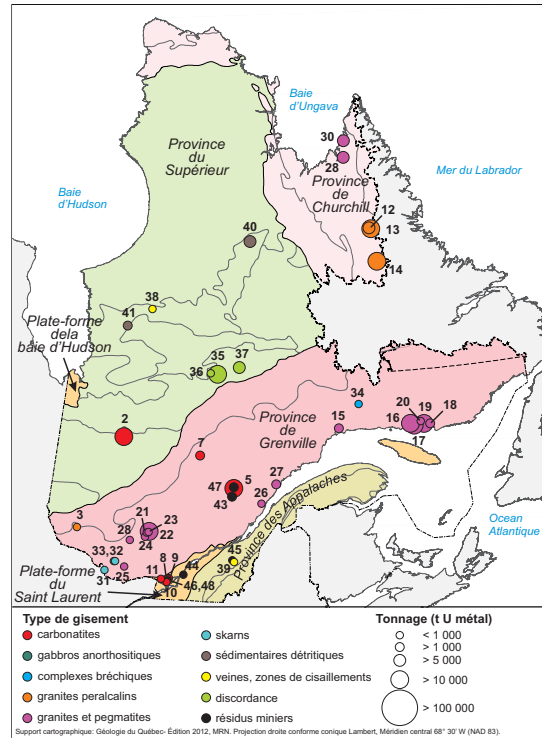 Baie
d'Ungava
30
Province
du
Supérieur
28
Mer du Labrador
Province
de
Churchill
Baie
d'Hudson
12
13
40
14
38
41
Plate-forme
dela
baie d'Hudson
35
37
36
34
2
20
19
18
15
16
Province
de
Grenville
17
7
5
47
27
43
26
3
21
23
28
22
24
Province des Appalaches
Océan
Atlantique
33,32
8
9
45
44
Plate-forme
du
Saint Laurent
25
11
39
31
10
46,48
Type de gisement
Tonnage (t U métal)
carbonatites
skarns
< 1 000
gabbros anorthositiques
sédimentaires détritiques
> 1 000
complexes bréchiques
veines, zones de cisaillements
> 5 000
granites peralcalins
discordance
> 10 000
granites et pegmatites
résidus miniers
> 100 000
Support cartographique: Géologie du Québec- Édition 2012, MRN. Projection droite conforme conique Lambert, Méridien central 68° 30' W (NAD 83).